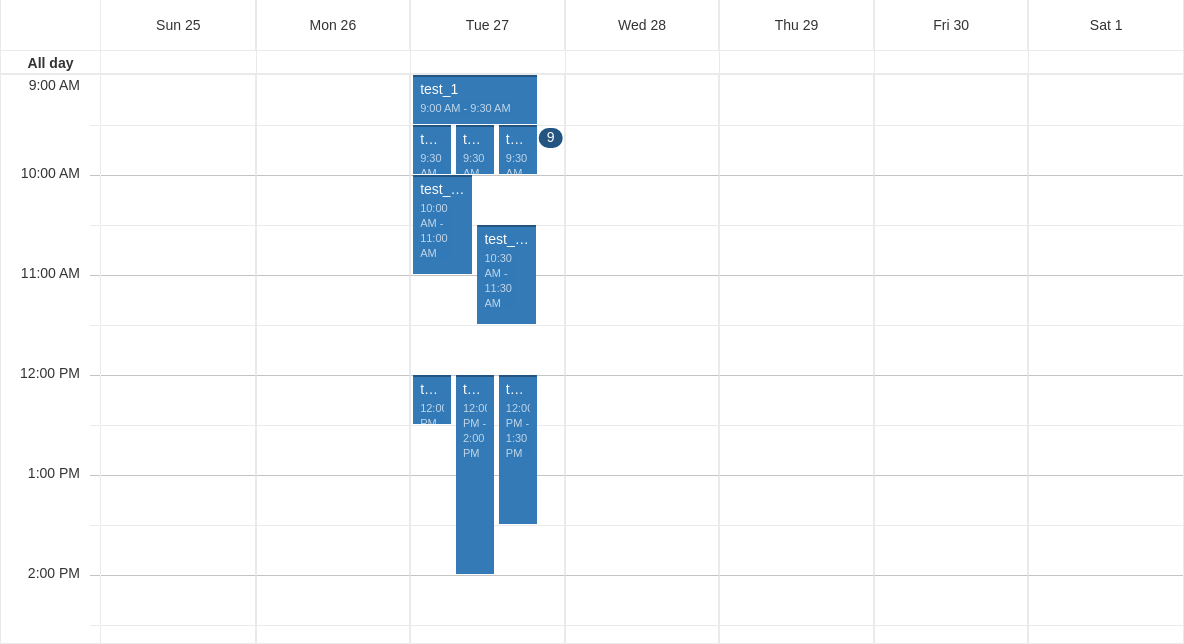 Sun 25
Mon 26
Tue 27
Wed 28
Thu 29
Fri 30
Sat 1
All day
9:00 AM
test_1
9:00 AM - 9:30 AM
t...
9:30
AM
t...
9:30
AM
t...
9:30
AM
9
10:00 AM
test_...
10:00
AM -
11:00
AM
test_...
10:30
AM -
11:30
AM
11:00 AM
12:00 PM
t...
12:00
PM
t...
12:00
PM -
2:00
PM
t...
12:00
PM -
1:30
PM
1:00 PM
2:00 PM